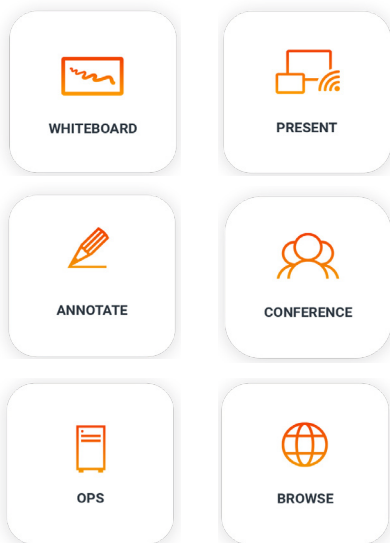 WHITEBOARD
PRESENT
ANNOTATE
CONFERENCE
OPS
BROWSE